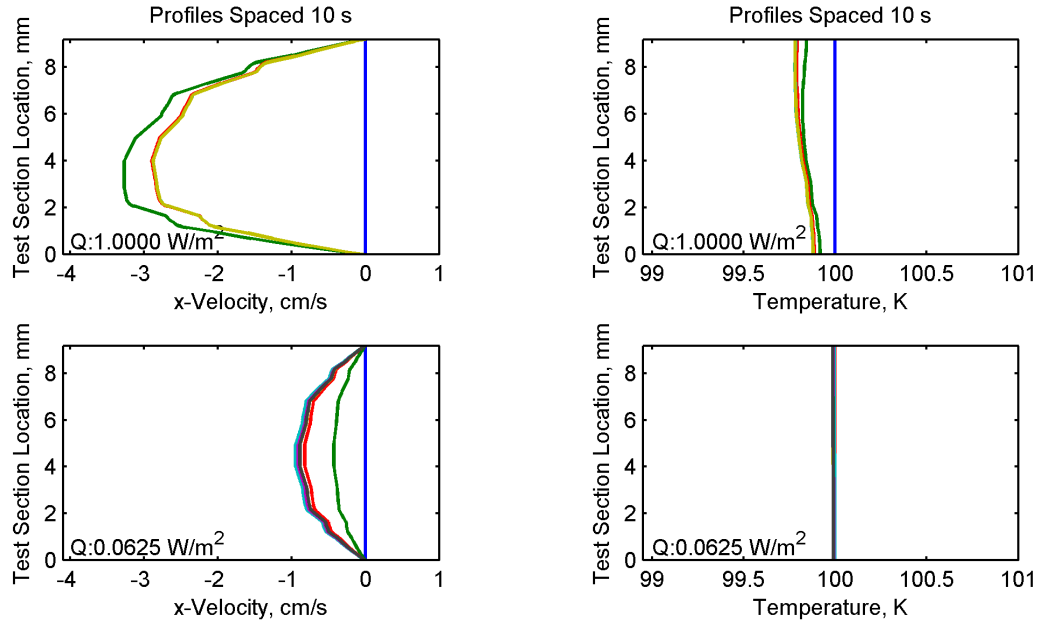 Profiles Spaced 10 s
Test Section Location, mm
8
6
4
2
0
Q:1.0000 W/m²
-4 -3 -2 -1 0 1
x-Velocity, cm/s
Profiles Spaced 10 s
Test Section Location, mm
8
6
4
2
0
Q:1.0000 W/m²
99 99.5 100 100.5 101
Temperature, K
Test Section Location, mm
8
6
4
2
0
Q:0.0625 W/m²
-4 -3 -2 -1 0 1
x-Velocity, cm/s
Test Section Location, mm
8
6
4
2
0
Q:0.0625 W/m²
99 99.5 100 100.5 101
Temperature, K